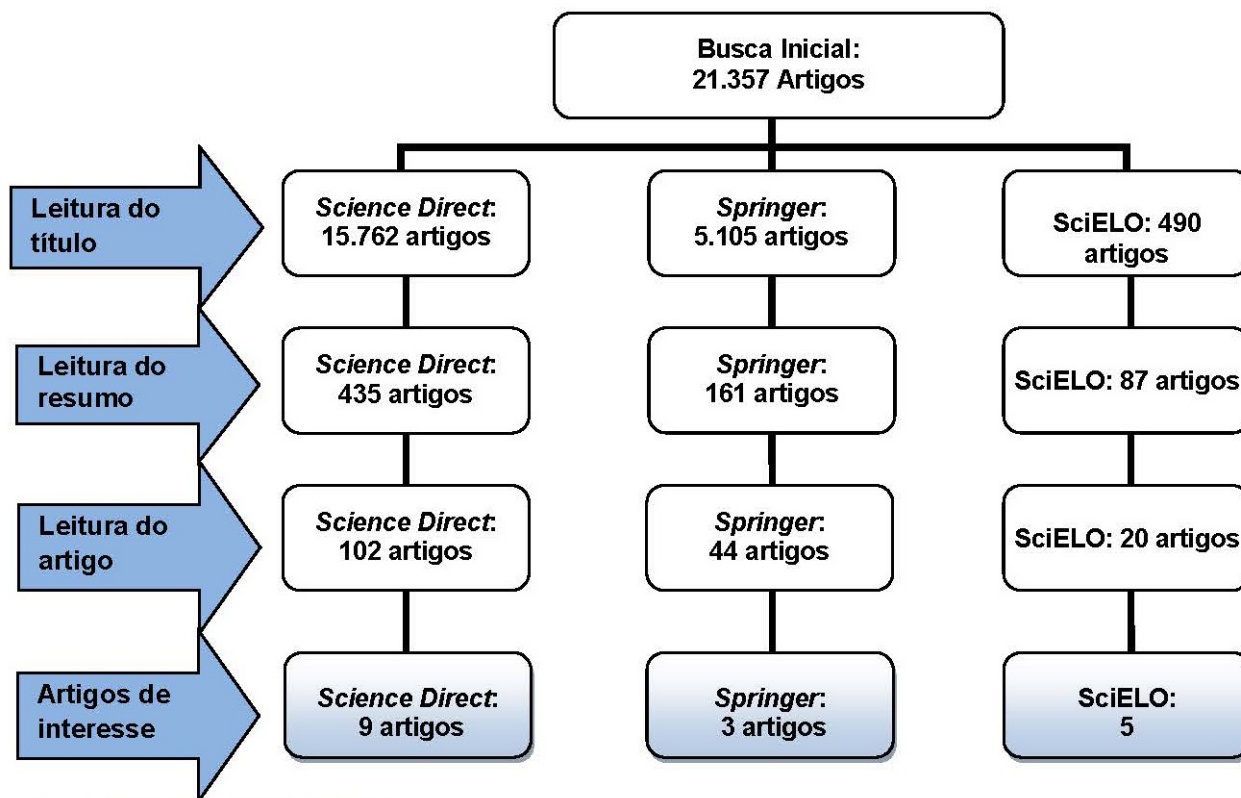 Busca Inicial:
21.357 Artigos
Leitura do
título
Science Direct:
15.762 artigos
Springer:
5.105 artigos
SciELO: 490
artigos
Leitura do
resumo
Science Direct:
435 artigos
Springer:
161 artigos
SciELO: 87 artigos
Leitura do
artigo
Science Direct:
102 artigos
Springer:
44 artigos
SciELO: 20 artigos
Artigos de
interesse
Science Direct:
9 artigos
Springer:
3 artigos
SciELO:
5